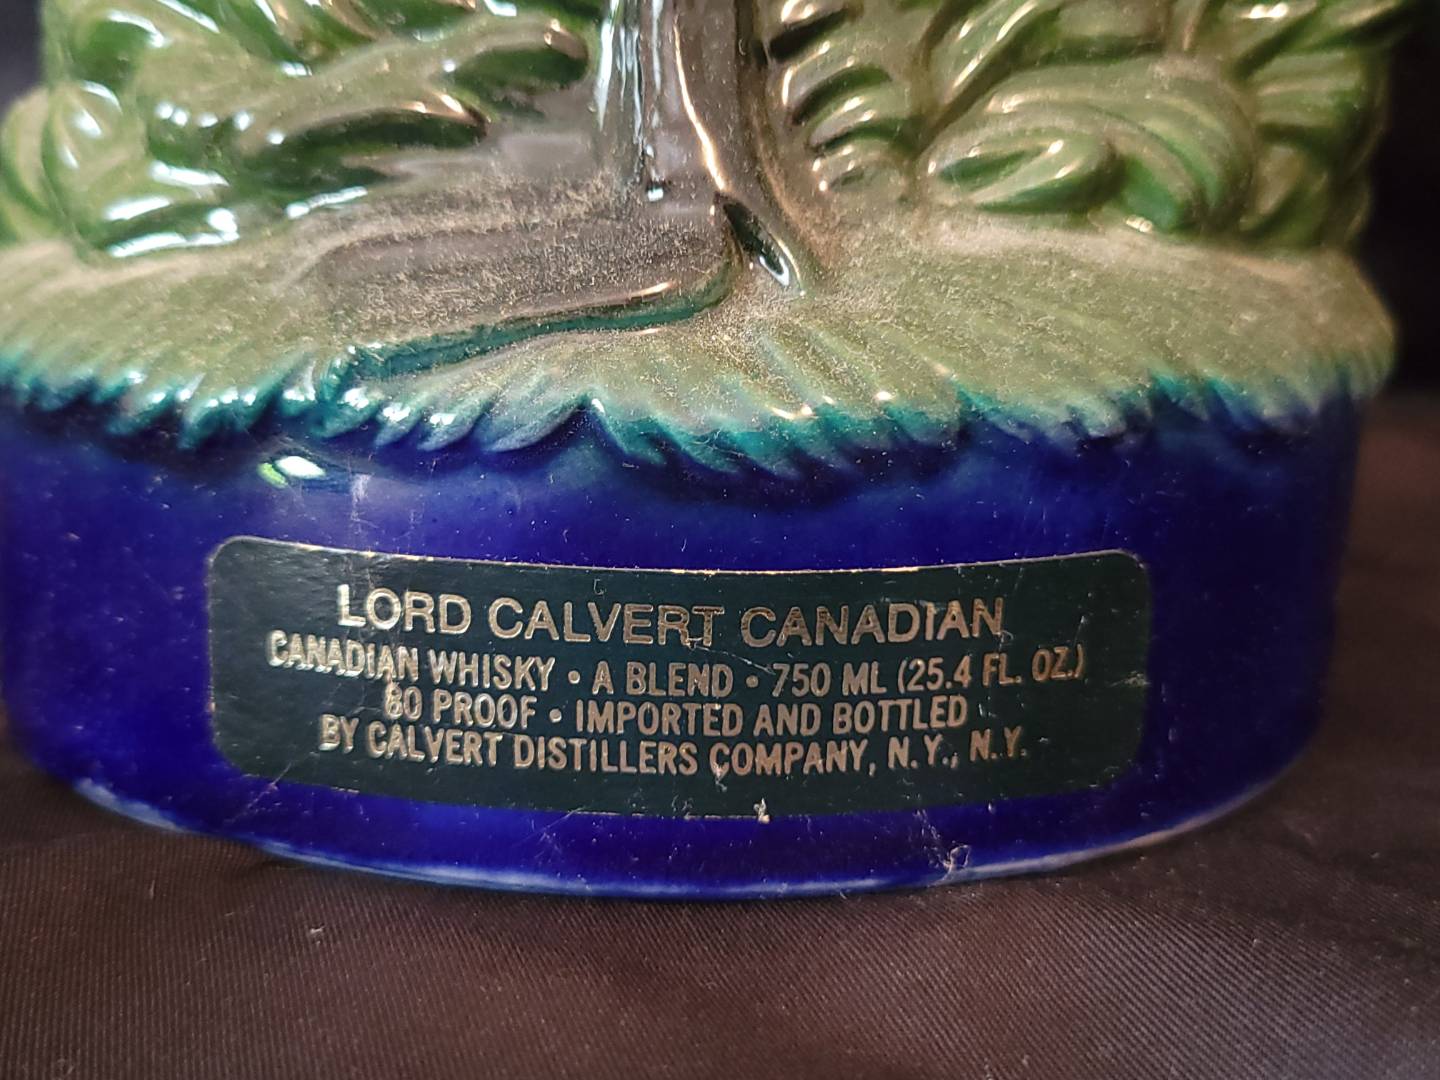 LORD CALVERT CANADIAN
CANADIAN WHISKY • A BLEND • 750 ML (25.4 FL. OZ.)
80 PROOF • IMPORTED AND BOTTLED
BY CALVERT DISTILLERS COMPANY, N.Y., N.Y.